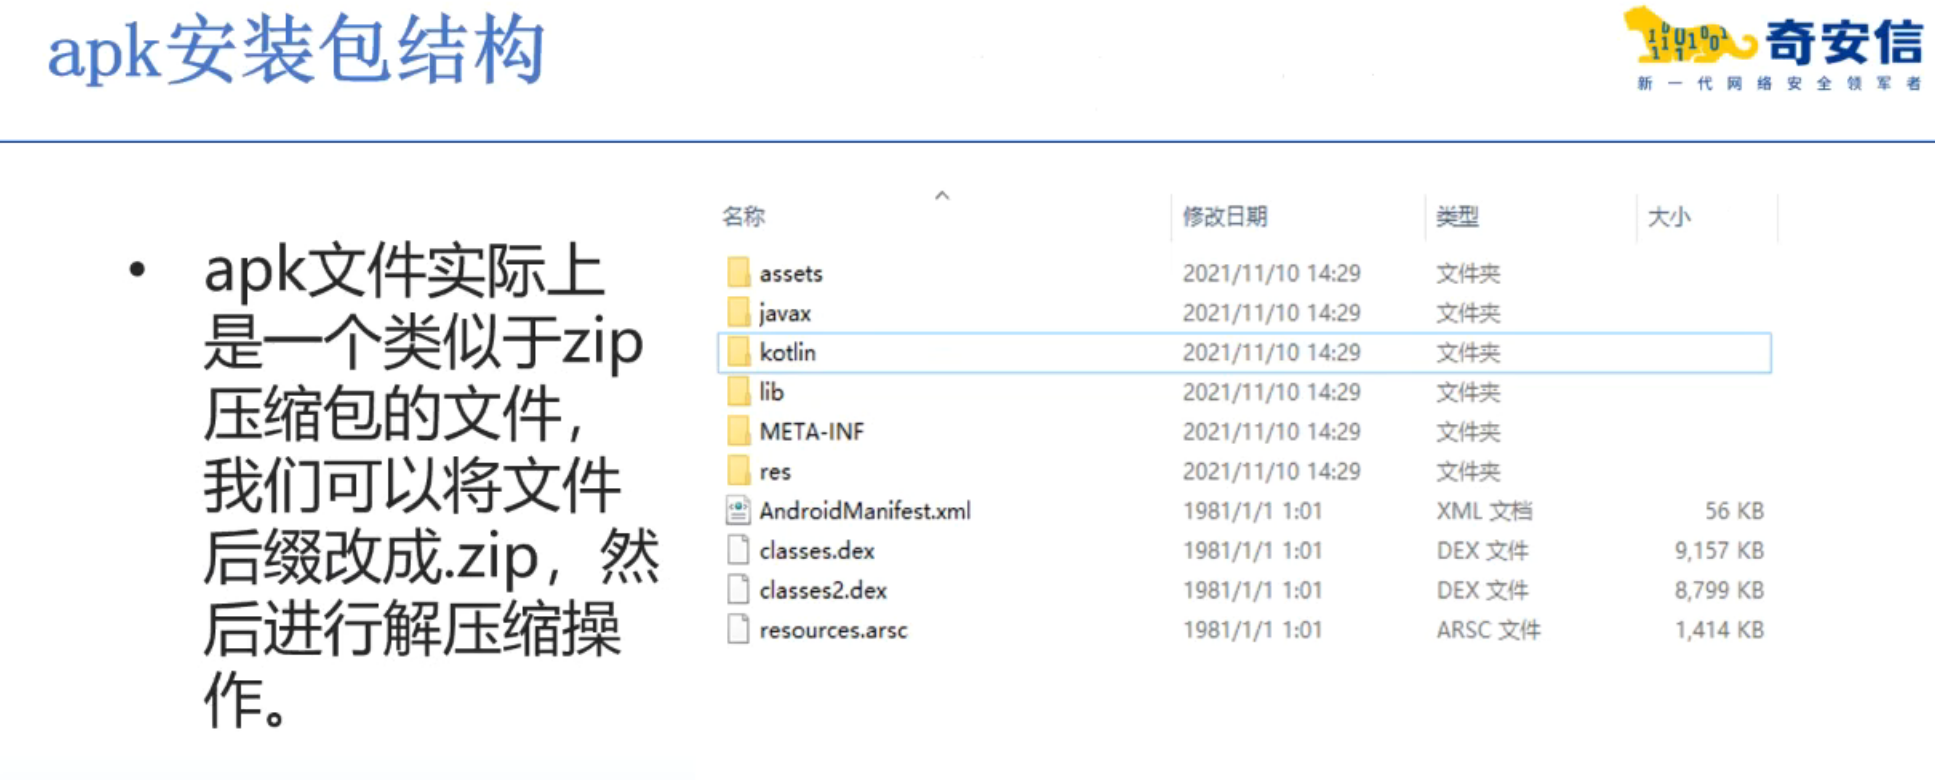 apk安装包结构
奇安信
新一代网络安全领军者
• apk文件实际上
是一个类似于zip
压缩包的文件，
我们可以将文件
后缀改成.zip，然
后进行解压缩操
作。
名称 修改日期 类型 大小
assets 2021/11/10 14:29 文件夹
javax 2021/11/10 14:29 文件夹
kotlin 2021/11/10 14:29 文件夹
lib 2021/11/10 14:29 文件夹
META-INF 2021/11/10 14:29 文件夹
res 2021/11/10 14:29 文件夹
AndroidManifest.xml 1981/1/1 1:01 XML 文档 56 KB
classes.dex 1981/1/1 1:01 DEX 文件 9,157 KB
classes2.dex 1981/1/1 1:01 DEX 文件 8,799 KB
resources.arsc 1981/1/1 1:01 ARSC 文件 1,414 KB